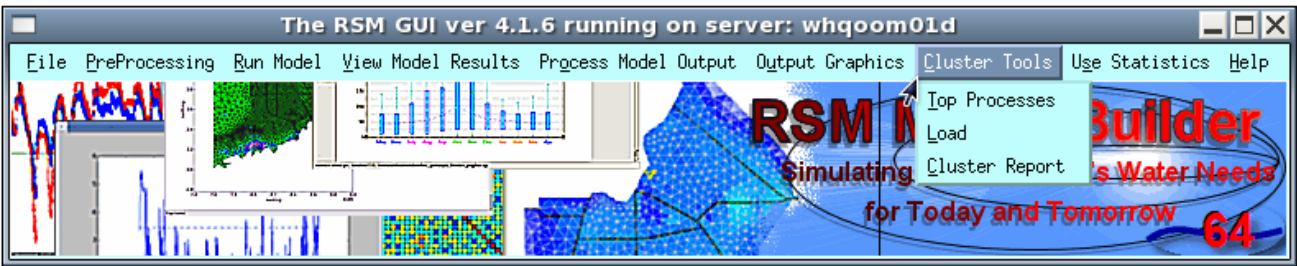 The RSM GUI ver 4.1.6 running on server: whqoom01d
File PreProcessing Run Model View Model Results Process Model Output Output Graphics Cluster Tools Use Statistics Help
Top Processes
Load
Cluster Report
RSM M Builder
Simulating 's Water Needs
for Today and Tomorrow
64